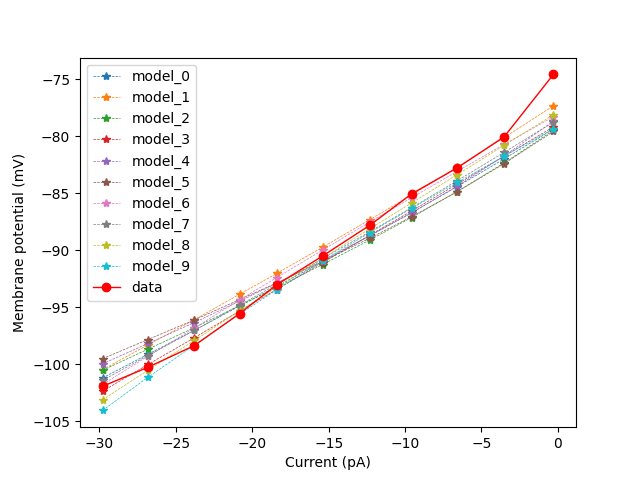 model_0
model_1
model_2
model_3
model_4
model_5
model_6
model_7
model_8
model_9
data
Membrane potential (mV)
−75
−80
−85
−90
−95
−100
−105
−30 −25 −20 −15 −10 −5 0
Current (pA)